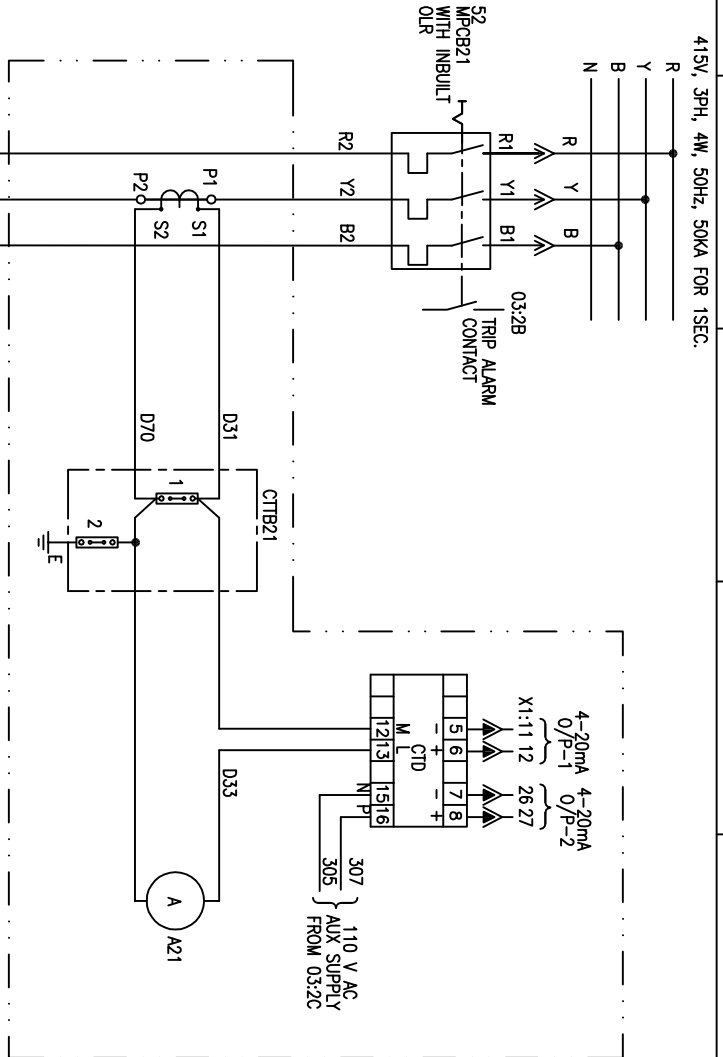 415V, 3PH, 4W, 50Hz, 50KA FOR 1SEC.
R
Y
B
N
52
MPCB21
WITH INBUILT
OLR
R
Y
B
R1
Y1
B1
03:2B
TRIP ALARM
CONTACT
R2
Y2
B2
P1
P2
S1
S2
D31
D70
CTTB21
1
2
E
4-20mA
O/P-1
4-20mA
O/P-2
X1:11 12
26 27
5 6 7 8
- + - +
CTD
M L
12 13 15 16
N P
307
305
110 V AC
AUX SUPPLY
FROM 03:2C
D33
A
A21